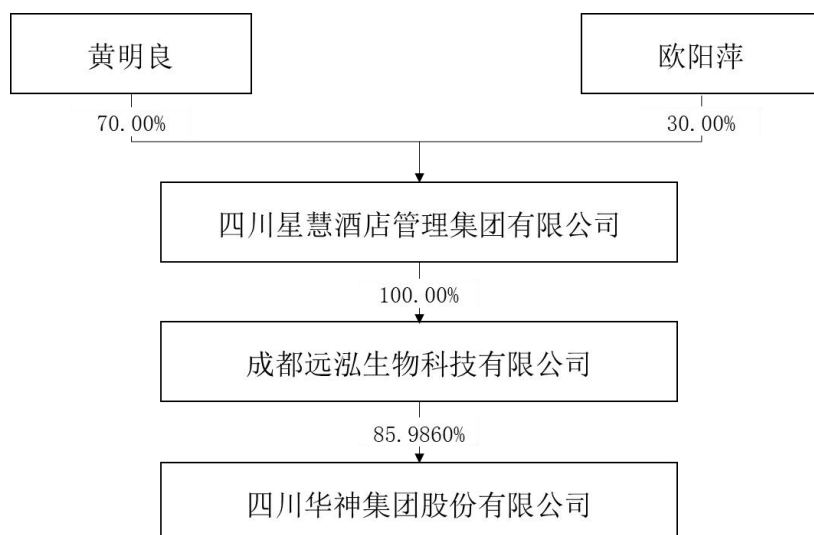 黄明良
欧阳萍
70.00%
30.00%
四川星慧酒店管理集团有限公司
100.00%
成都远泓生物科技有限公司
85.9860%
四川华神集团股份有限公司